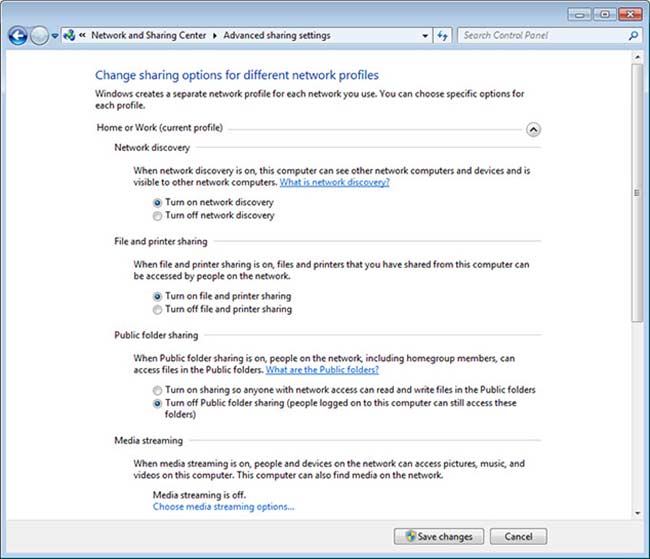 « Network and Sharing Center ▸ Advanced sharing settings
Search Control Panel
Change sharing options for different network profiles
Windows creates a separate network profile for each network you use. You can choose specific options for
each profile.
Home or Work (current profile)
Network discovery
When network discovery is on, this computer can see other network computers and devices and is
visible to other network computers. What is network discovery?
Turn on network discovery
Turn off network discovery
File and printer sharing
When file and printer sharing is on, files and printers that you have shared from this computer can
be accessed by people on the network.
Turn on file and printer sharing
Turn off file and printer sharing
Public folder sharing
When Public folder sharing is on, people on the network, including homegroup members, can
access files in the Public folders. What are the Public folders?
Turn on sharing so anyone with network access can read and write files in the Public folders
Turn off Public folder sharing (people logged on to this computer can still access these
folders)
Media streaming
When media streaming is on, people and devices on the network can access pictures, music, and
videos on this computer. This computer can also find media on the network.
Media streaming is off.
Choose media streaming options...
Save changes
Cancel